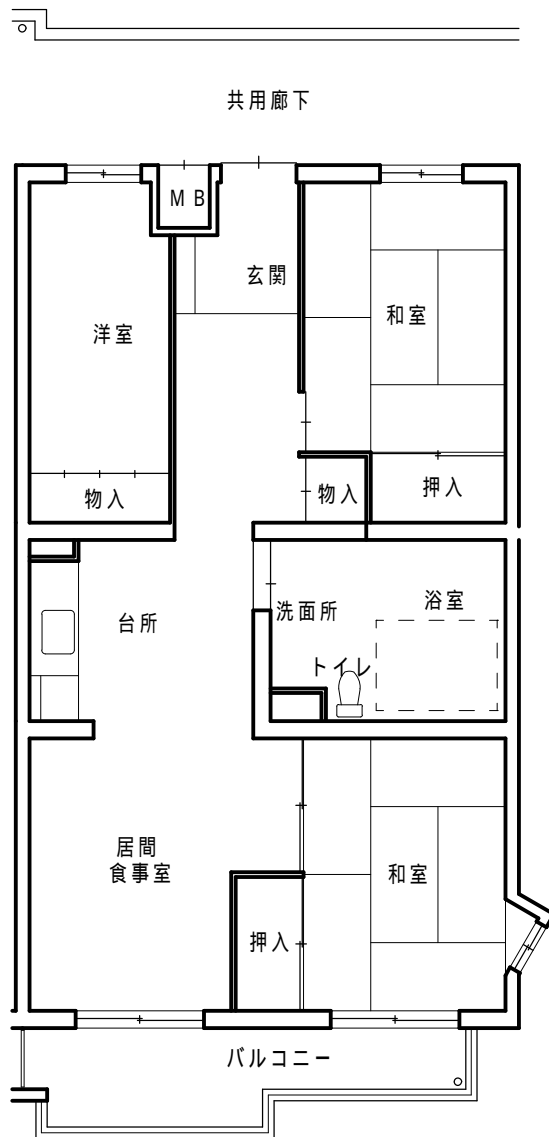 共用廊下
MB
玄関
和室
洋室
物入
物入
押入
台所
洗面所
浴室
トイレ
居間
食事室
和室
押入
バルコニー